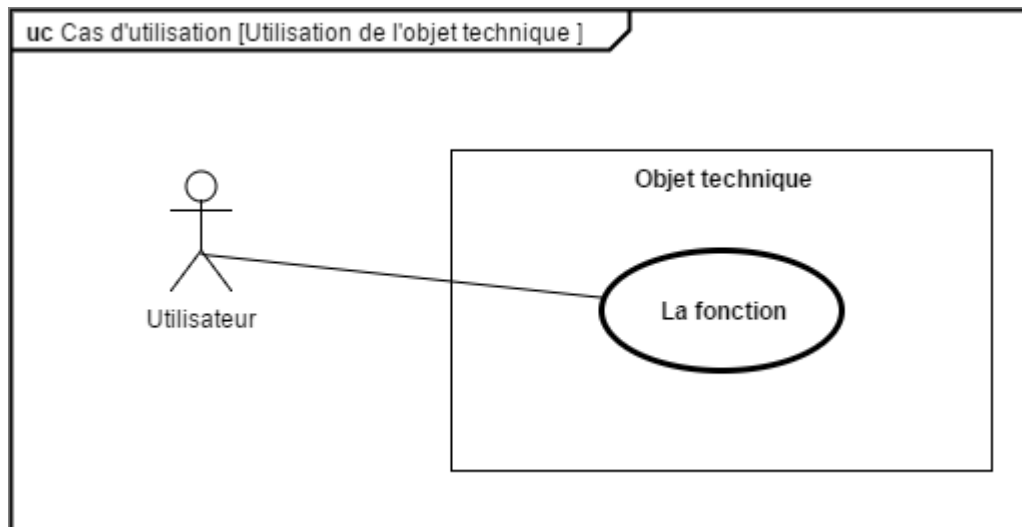 uc Cas d'utilisation [Utilisation de l'objet technique ]
Objet technique
La fonction
Utilisateur